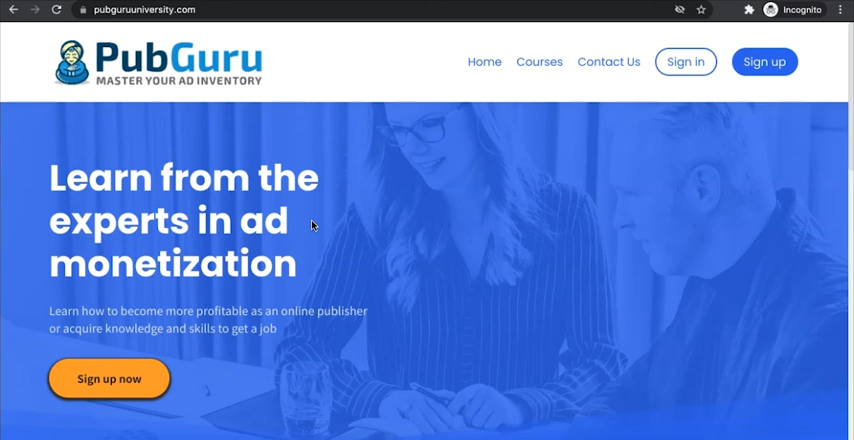 pubguruuniversity.com
Incognito
PubGuru
MASTER YOUR AD INVENTORY
Home
Courses
Contact Us
Sign in
Sign up
Learn from the
experts in ad
monetization
Learn how to become more profitable as an online publisher
or acquire knowledge and skills to get a job
Sign up now